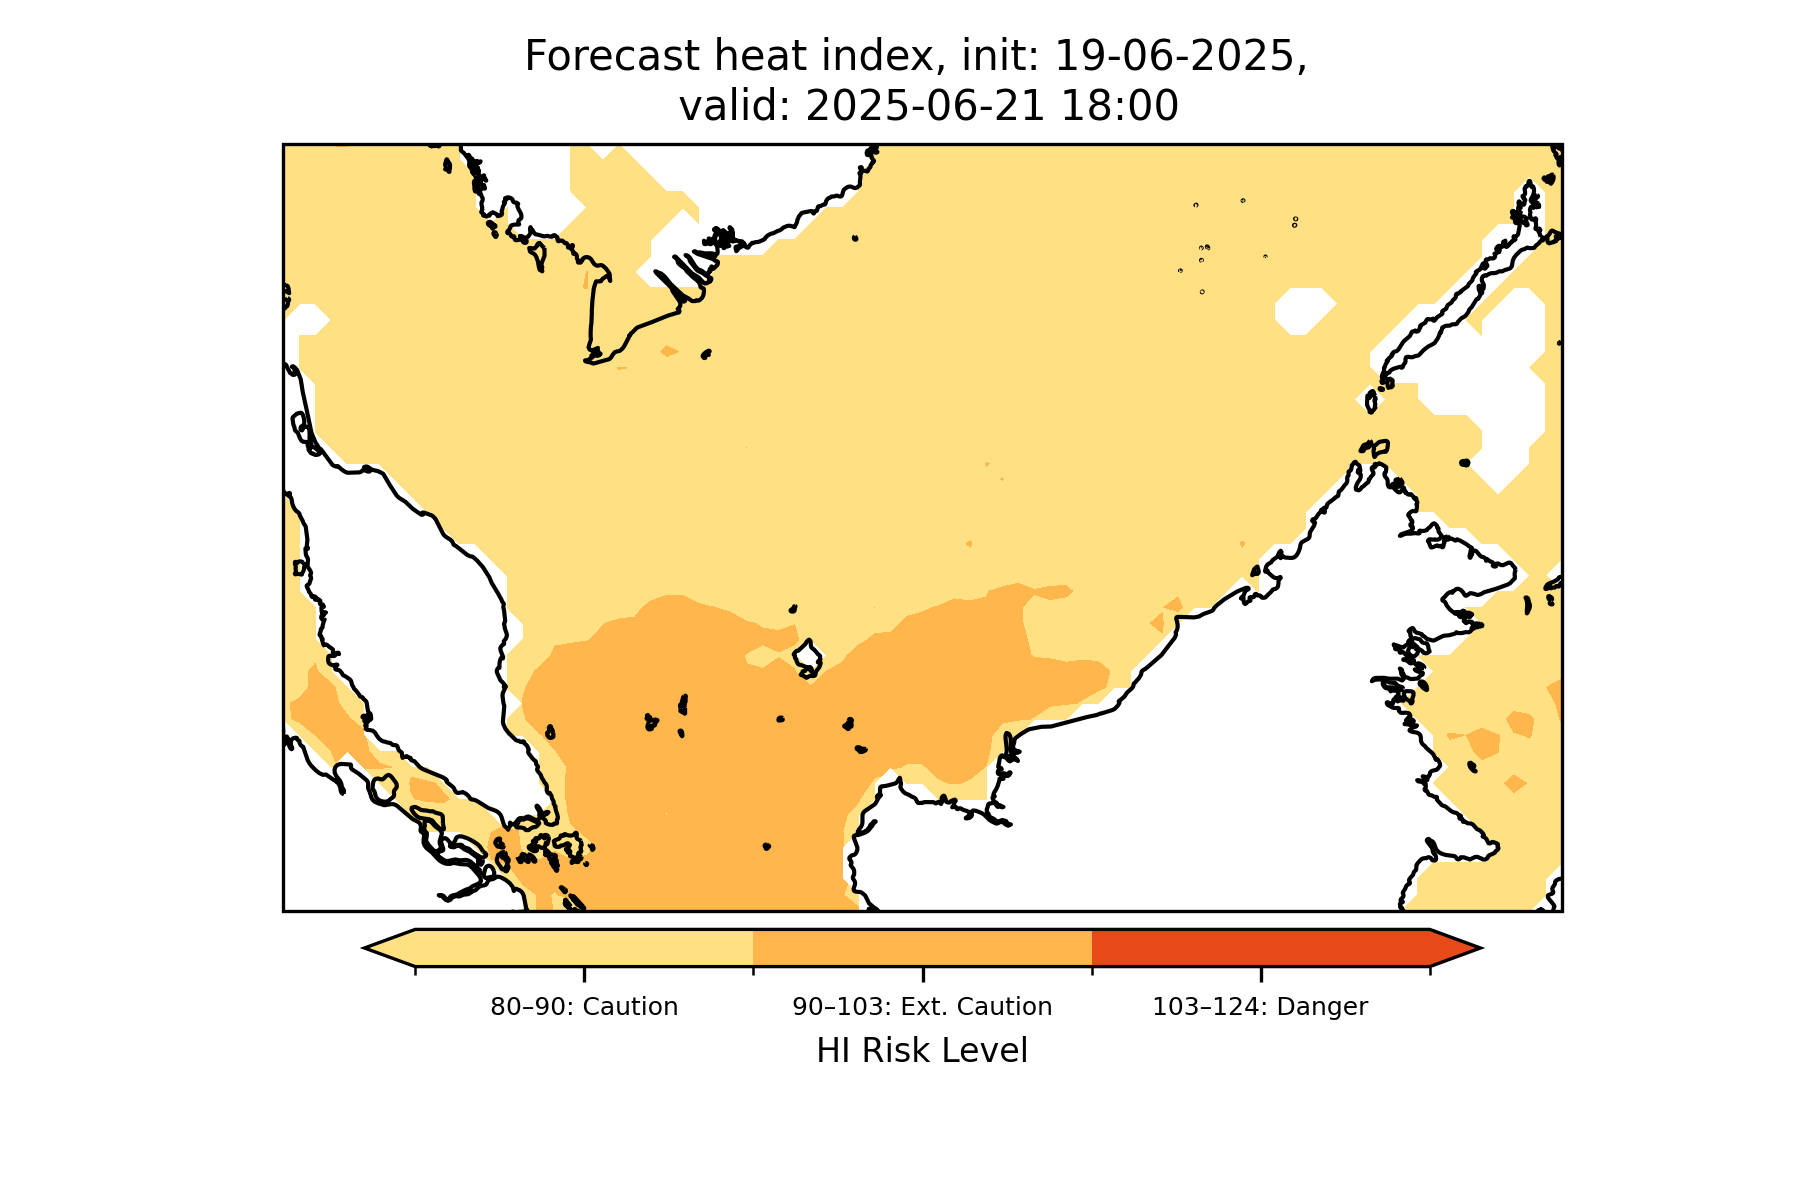 Forecast heat index, init: 19-06-2025,
valid: 2025-06-21 18:00
80–90: Caution
90–103: Ext. Caution
103–124: Danger
HI Risk Level